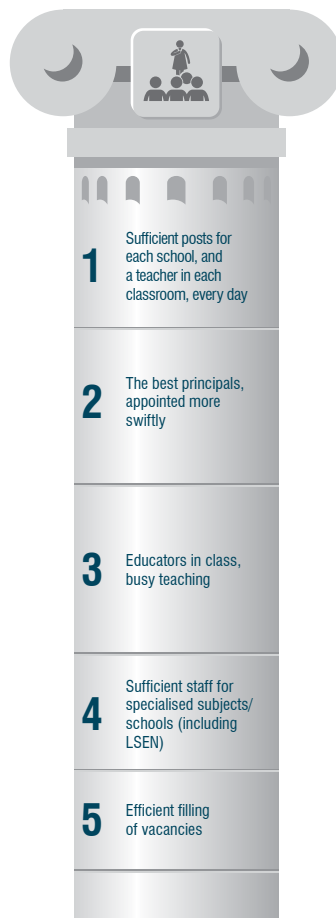 1
Sufficient posts for
each school, and
a teacher in each
classroom, every day
2
The best principals,
appointed more
swiftly
3
Educators in class,
busy teaching
4
Sufficient staff for
specialised subjects/
schools (including
LSEN)
5
Efficient filling
of vacancies